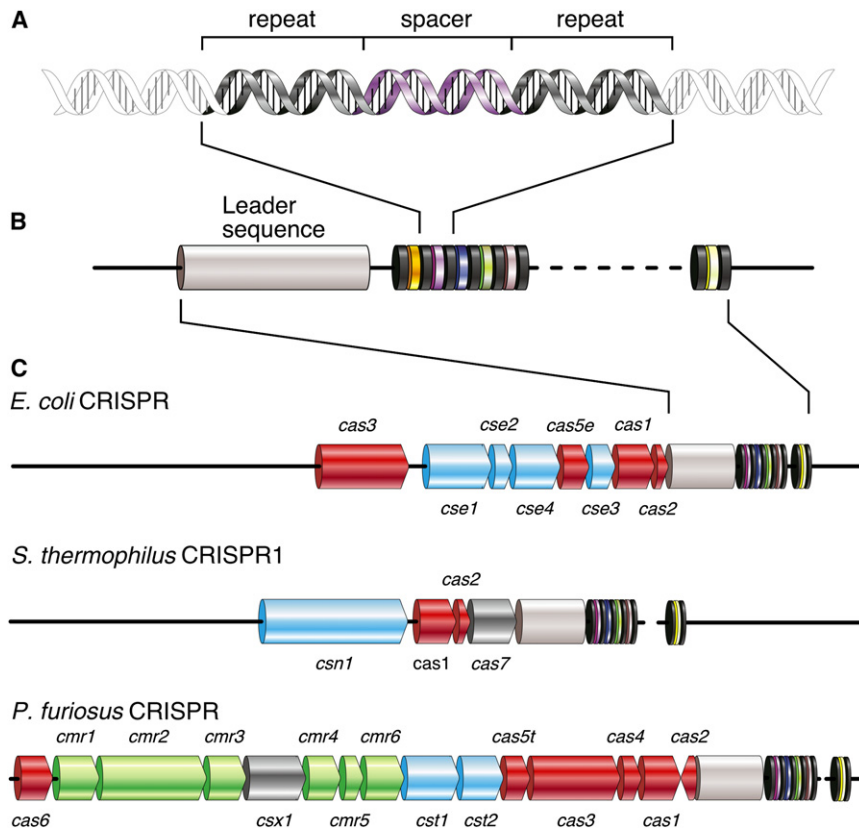 A
repeat spacer repeat
B
Leader
sequence
C
E. coli CRISPR
cas3 cse2 cas5e cas1
cse1 cse4 cse3 cas2
S. thermophilus CRISPR1
cas2
csn1 cas1 cas7
P. furiosus CRISPR
cmr1 cmr2 cmr3 cmr4 cmr6 cas5t cas4 cas2
cas6 csx1 cmr5 cst1 cst2 cas3 cas1